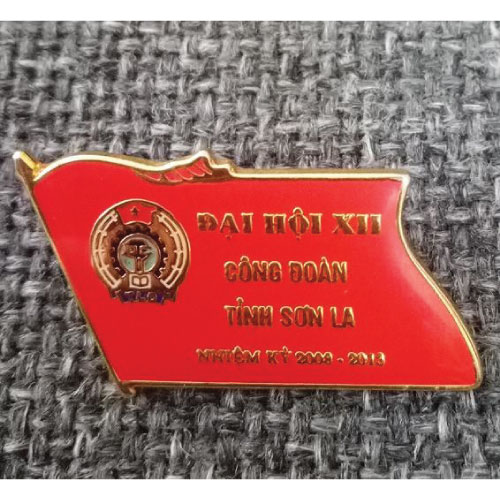 ĐẠI HỘI XII
CÔNG ĐOÀN
TỈNH SƠN LA
NHIỆM KỲ 2008 - 2013